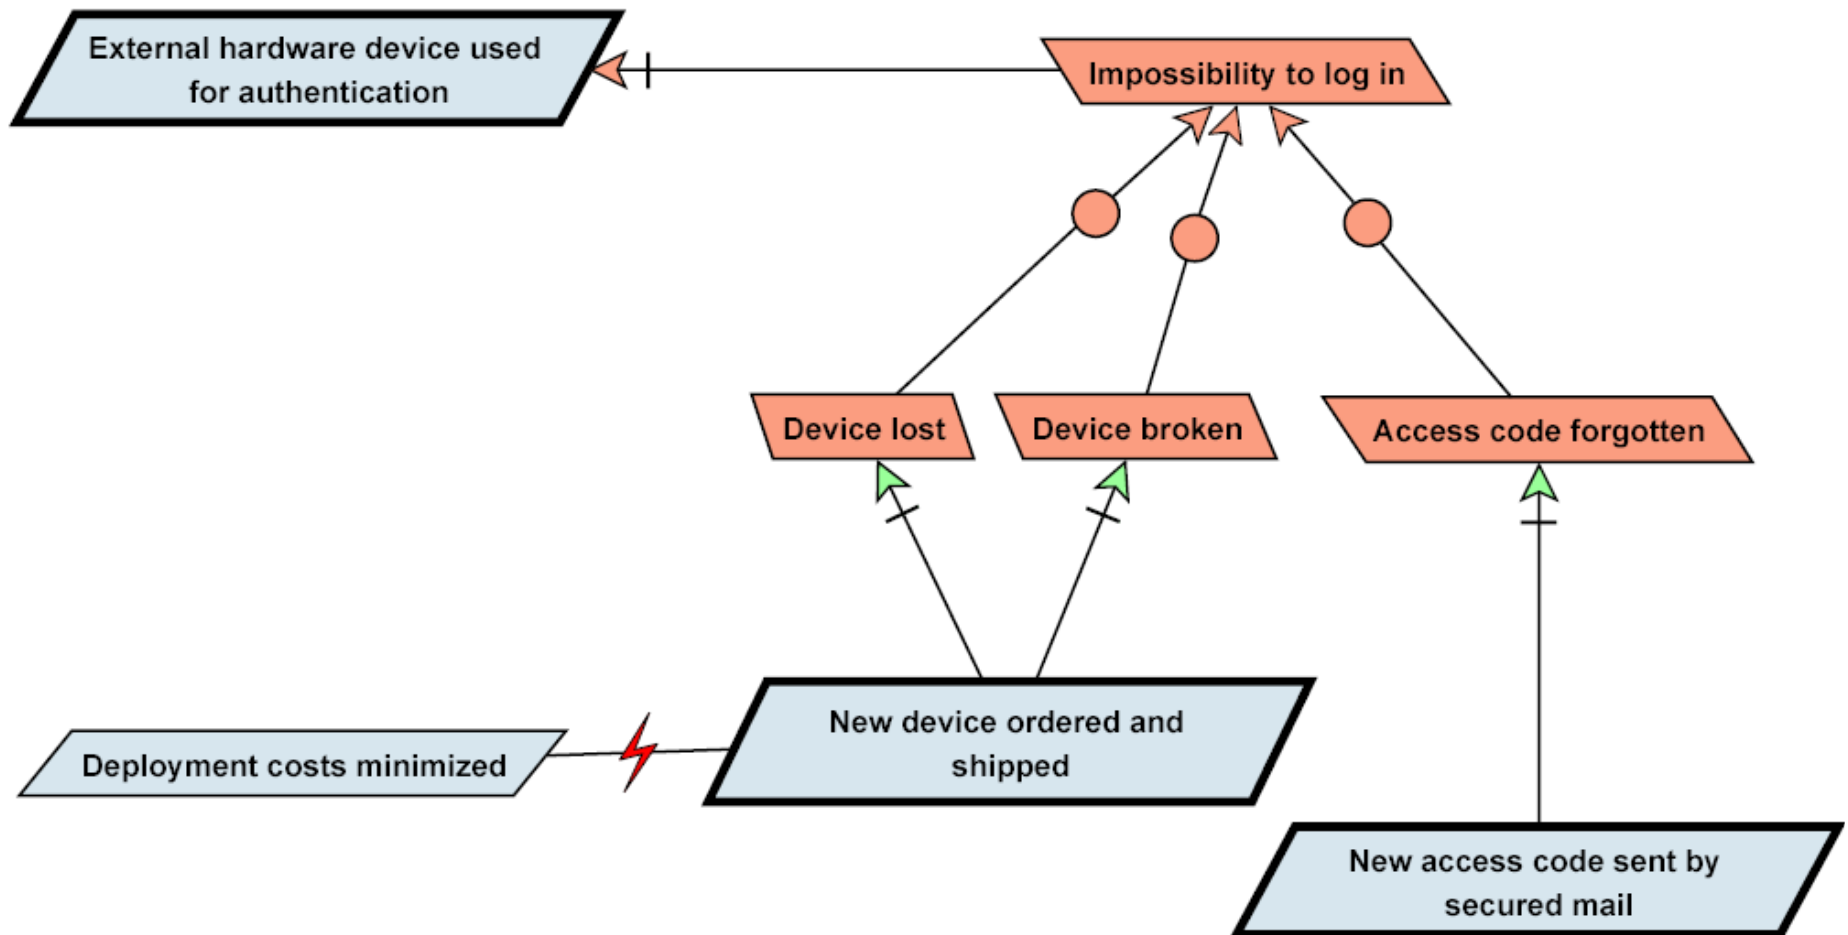 External hardware device used
for authentication
Impossibility to log in
Device lost
Device broken
Access code forgotten
New device ordered and
shipped
Deployment costs minimized
New access code sent by
secured mail